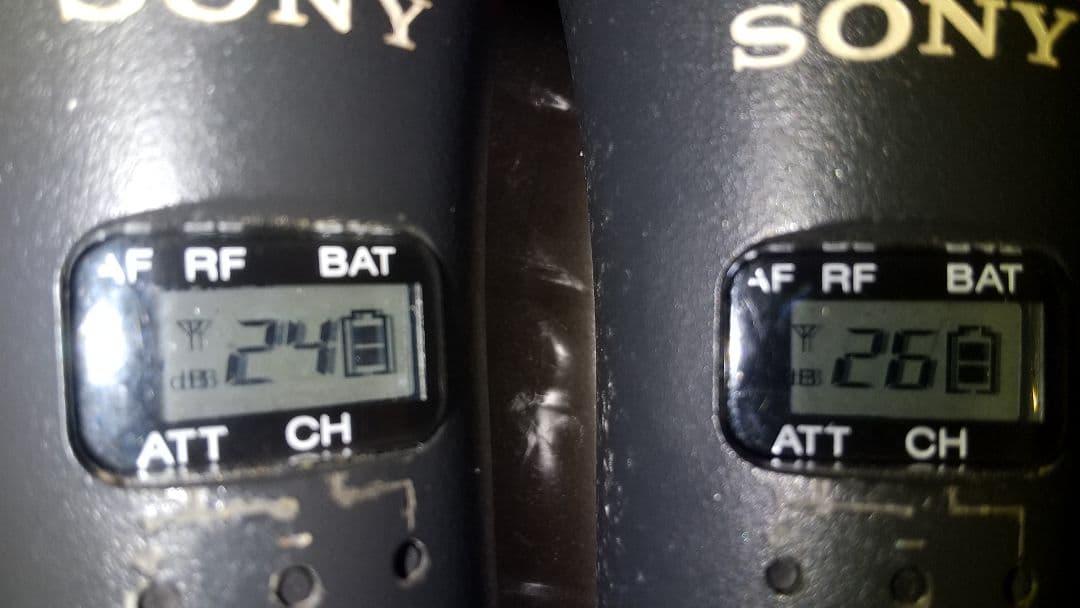 SONY
AF RF BAT
24
dB
ATT CH
SONY
AF RF BAT
26
dB
ATT CH